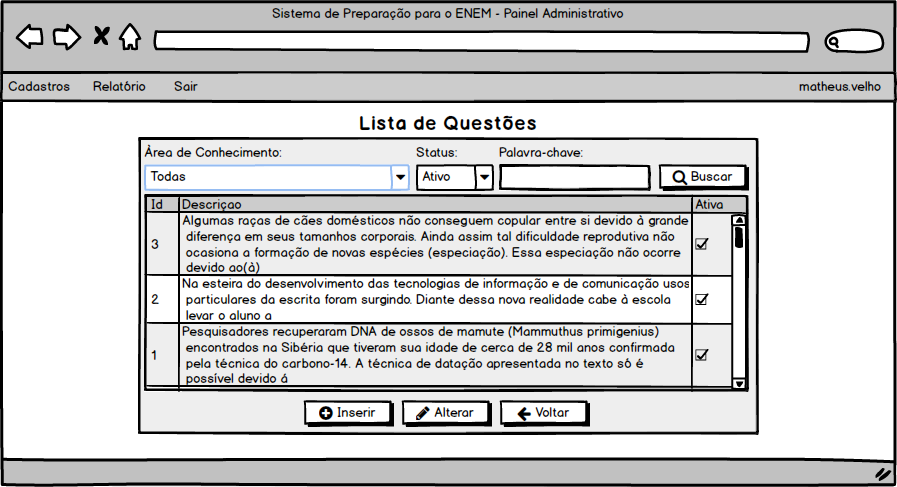 Sistema de Preparação para o ENEM - Painel Administrativo
Cadastros Relatório Sair matheus.velho
Lista de Questões
Área de Conhecimento: Status: Palavra-chave:
Todas Ativo Buscar
Id Descriçao Ativa
Algumas raças de cães domésticos não conseguem copular entre si devido à grande
diferença em seus tamanhos corporais. Ainda assim tal dificuldade reprodutiva não
3 ocasiona a formação de novas espécies (especiação). Essa especiação não ocorre
devido ao(à)
Na esteira do desenvolvimento das tecnologias de informação e de comunicação usos
2 particulares da escrita foram surgindo. Diante dessa nova realidade cabe à escola
levar o aluno a
Pesquisadores recuperaram DNA de ossos de mamute (Mammuthus primigenius)
encontrados na Sibéria que tiveram sua idade de cerca de 28 mil anos confirmada
1 pela técnica do carbono-14. A técnica de datação apresentada no texto só é
possível devido á
Inserir Alterar Voltar